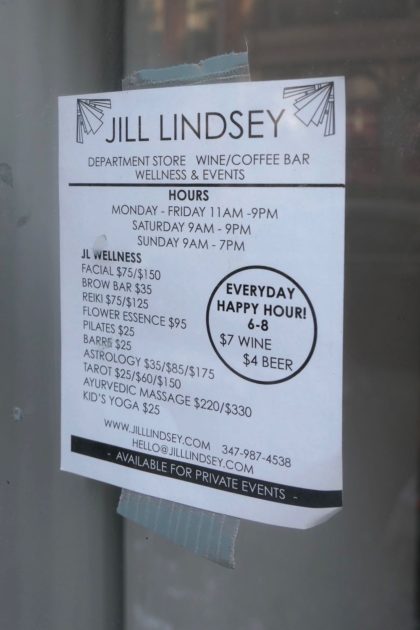 JILL LINDSEY
DEPARTMENT STORE WINE/COFFEE BAR
WELLNESS & EVENTS
HOURS
MONDAY - FRIDAY 11AM -9PM
SATURDAY 9AM - 9PM
SUNDAY 9AM - 7PM
JL WELLNESS
FACIAL $75/$150
BROW BAR $35
REIKI $75/$125
FLOWER ESSENCE $95
PILATES $25
BARRE $25
ASTROLOGY $35/$85/$175
TAROT $25/$60/$150
AYURVEDIC MASSAGE $220/$330
KID'S YOGA $25
EVERYDAY
HAPPY HOUR!
6-8
$7 WINE
$4 BEER
WWW.JILLLINDSEY.COM 347-987-4538
HELLO@JILLLINDSEY.COM
- AVAILABLE FOR PRIVATE EVENTS -